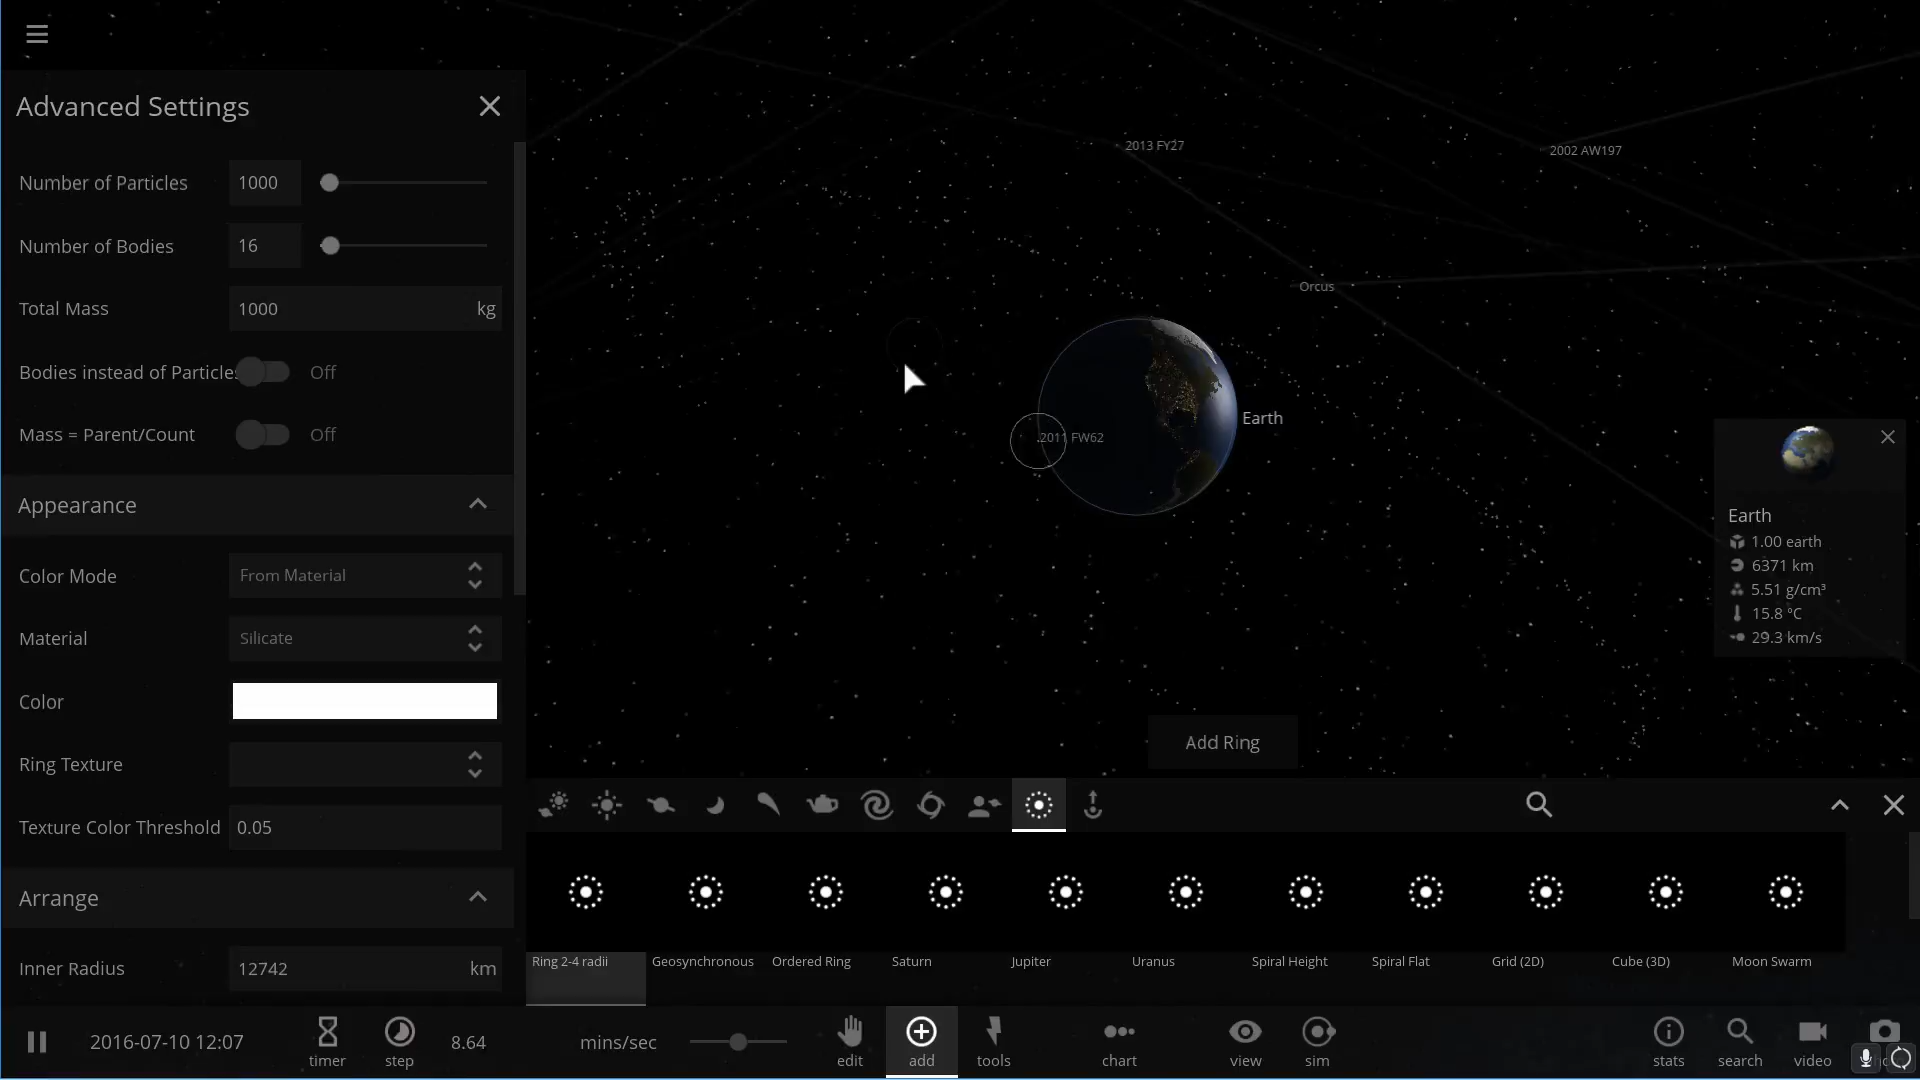 Advanced Settings
Number of Particles 1000
Number of Bodies 16
Total Mass 1000 kg
Bodies instead of Particles Off
Mass = Parent/Count Off
Appearance
Color Mode From Material
Material Silicate
Color
Ring Texture
Texture Color Threshold 0.05
Arrange
Inner Radius 12742 km
2013 FY27
2002 AW197
Orcus
Earth
2011 FW62
Earth
1.00 earth
6371 km
5.51 g/cm³
15.8 °C
29.3 km/s
Add Ring
Ring 2-4 radii Geosynchronous Ordered Ring Saturn Jupiter Uranus Spiral Height Spiral Flat Grid (2D) Cube (3D) Moon Swarm
2016-07-10 12:07 timer step 8.64 mins/sec edit add tools chart view sim stats search video